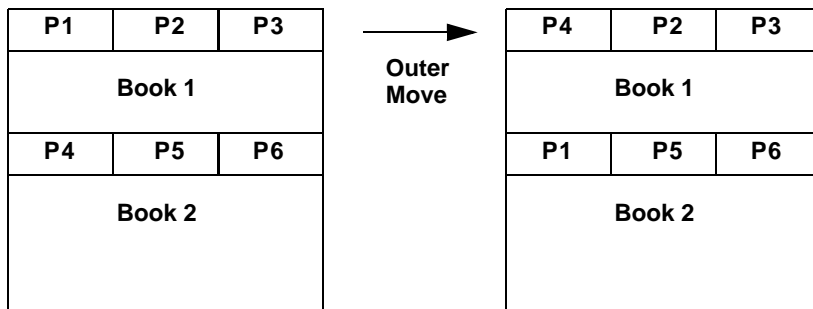 P1 P2 P3
Book 1
P4 P5 P6
Book 2
Outer
Move
P4 P2 P3
Book 1
P1 P5 P6
Book 2